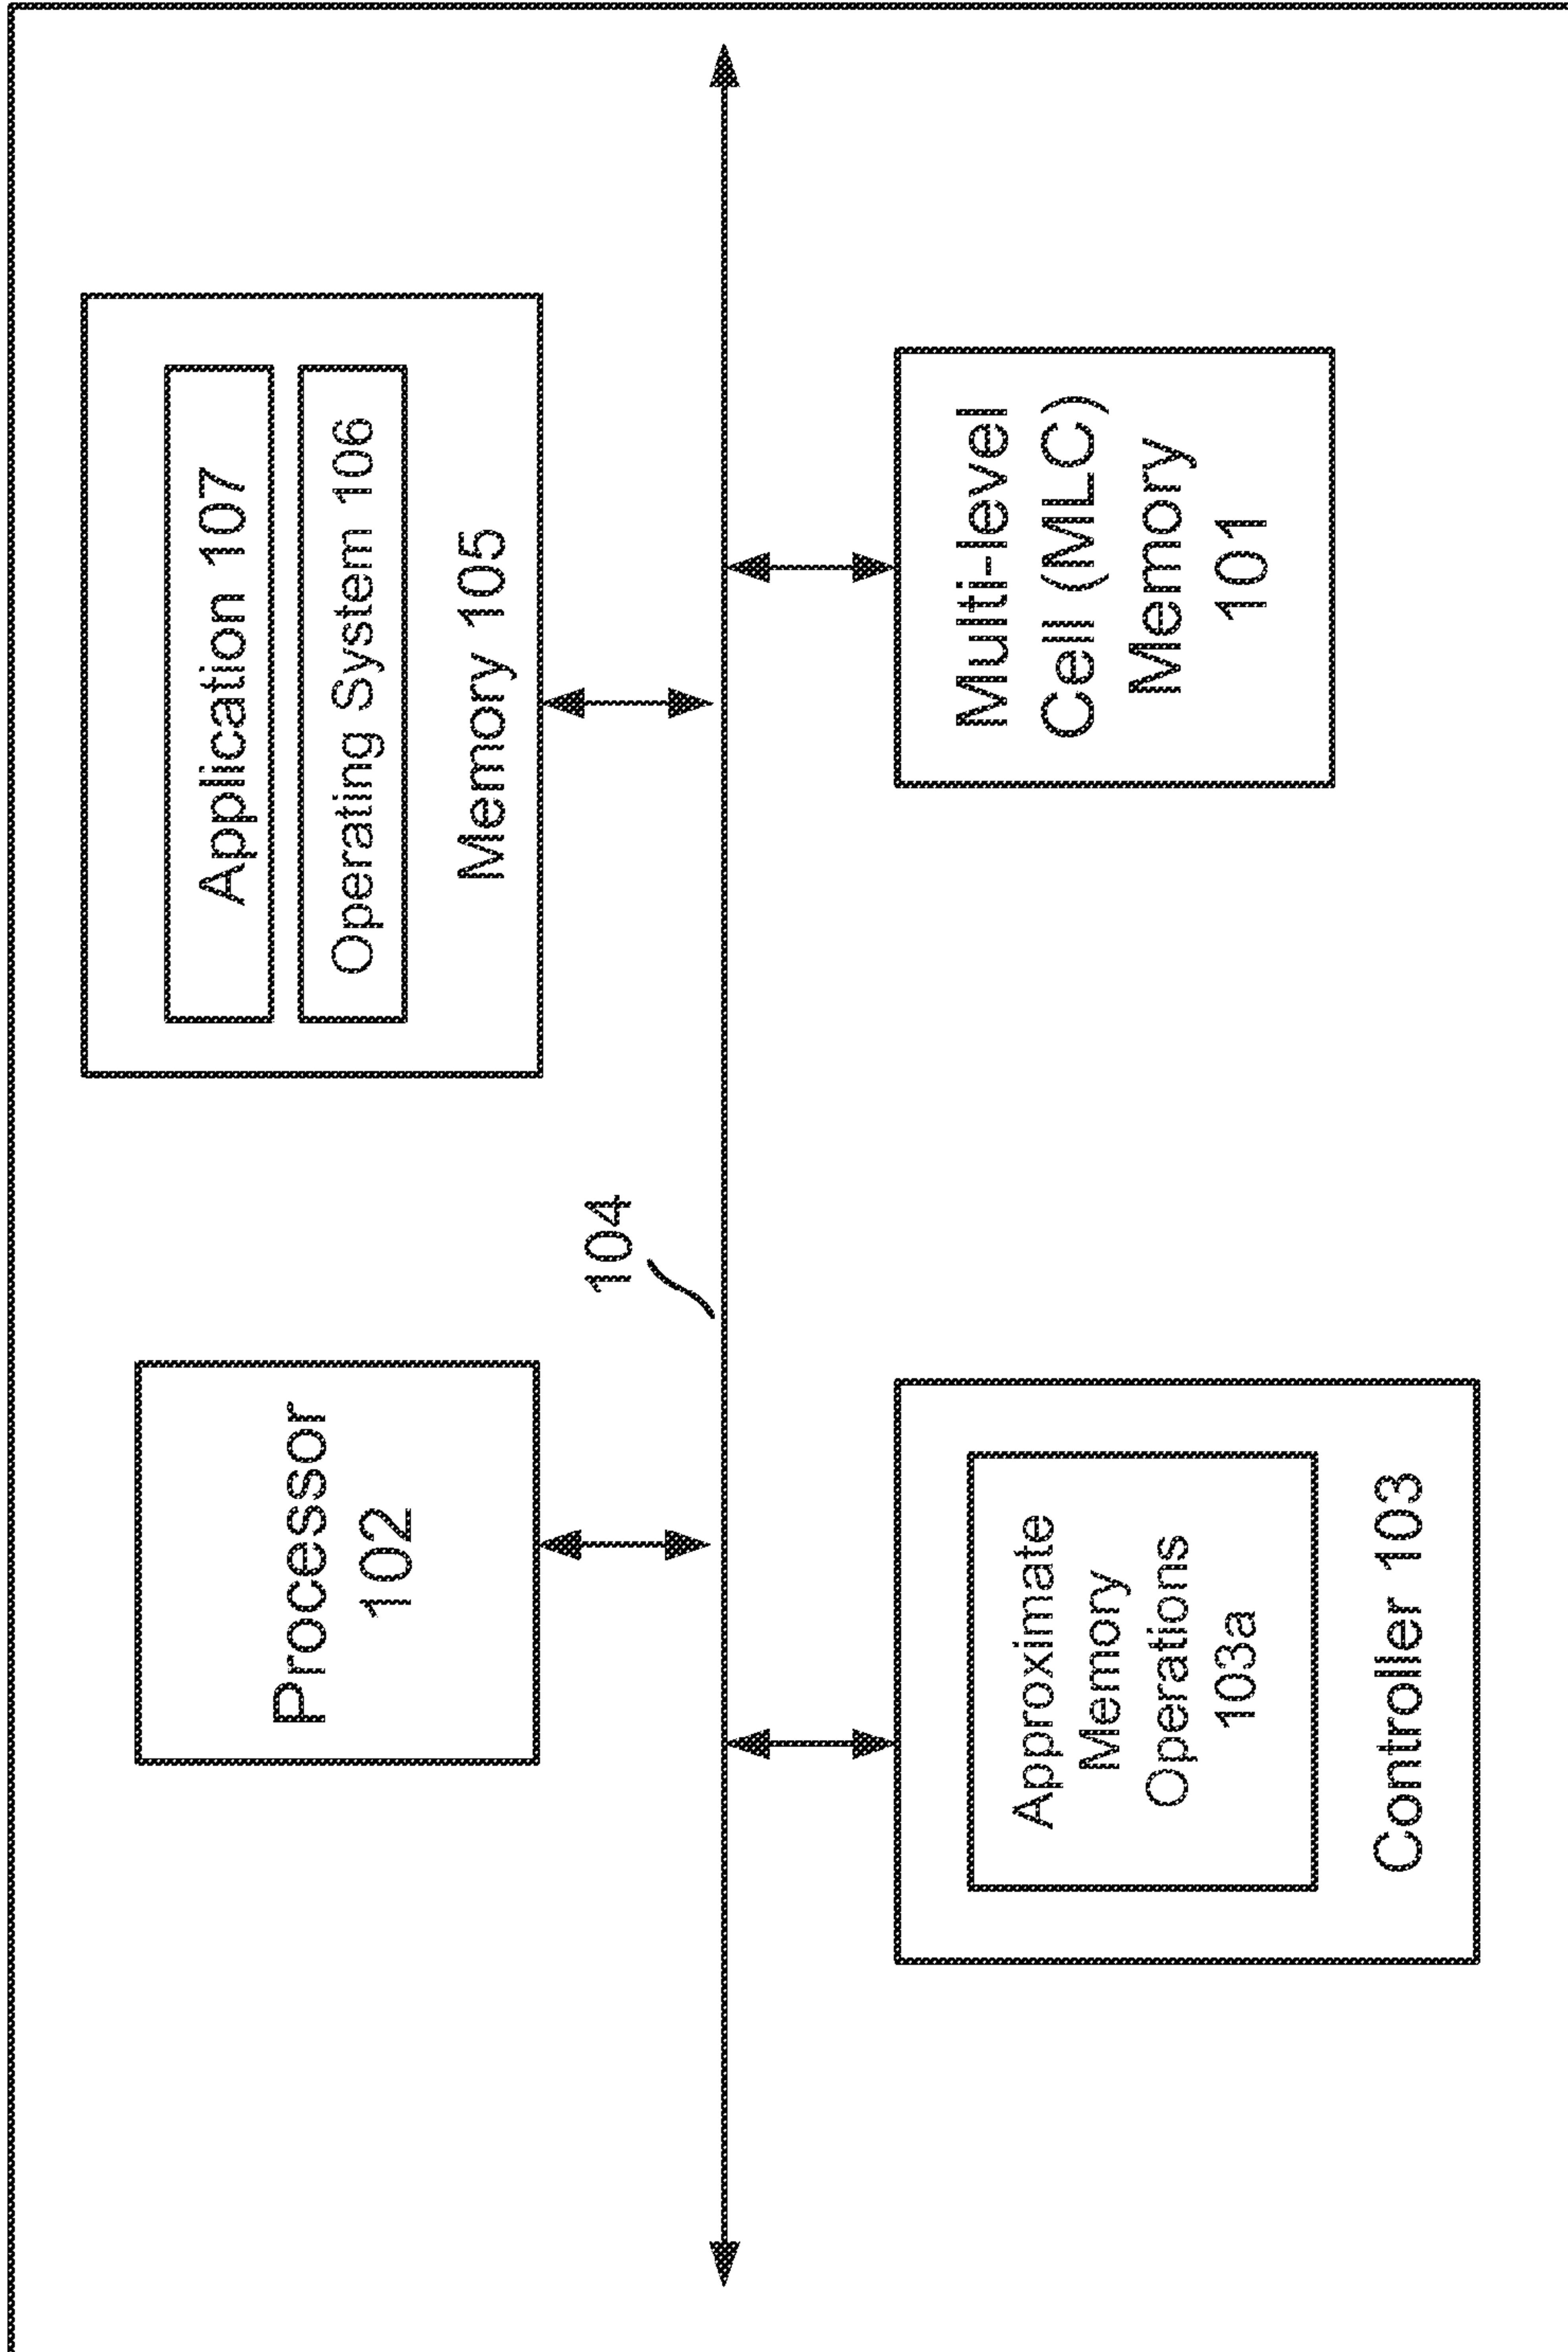 Processor
102
104
Application 107
Operating System 106
Memory 105
Approximate
Memory
Operations
103a
Controller 103
Multi-level
Cell (MLC)
Memory
101